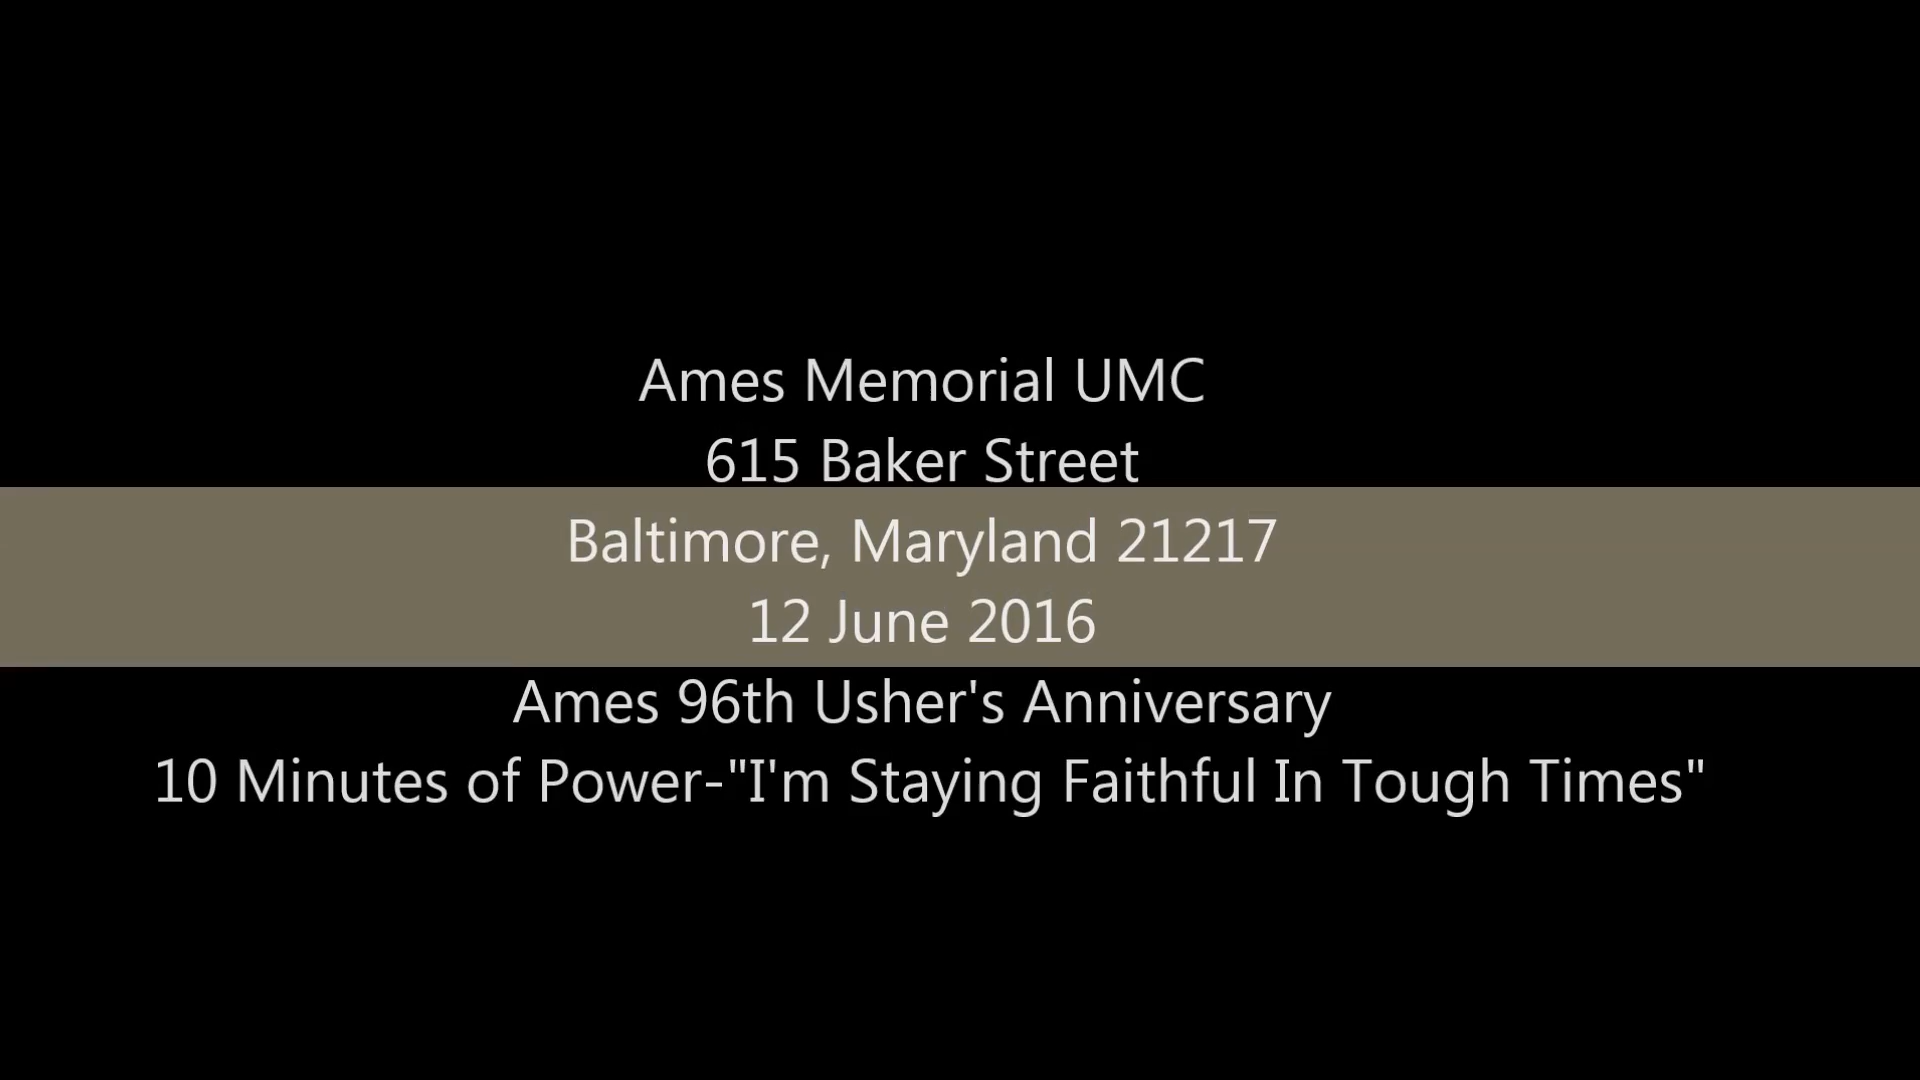 Ames Memorial UMC
615 Baker Street
Baltimore, Maryland 21217
12 June 2016
Ames 96th Usher's Anniversary
10 Minutes of Power-"I'm Staying Faithful In Tough Times"